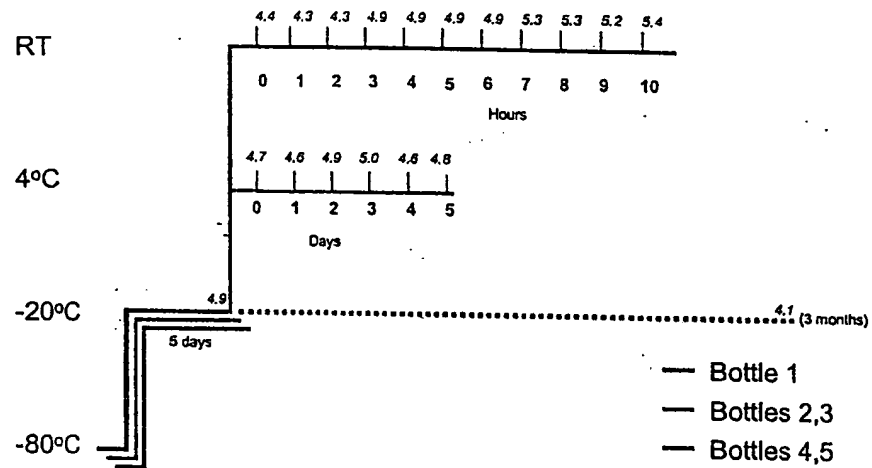 4.4 4.3 4.3 4.9 4.9 4.9 4.9 5.3 5.3 5.2 5.4
RT
0 1 2 3 4 5 6 7 8 9 10
Hours
4.7 4.6 4.9 5.0 4.6 4.8
4ºC
0 1 2 3 4 5
Days
4.9
4.1
-20ºC
(3 months)
5 days
Bottle 1
Bottles 2,3
-80ºC
Bottles 4,5